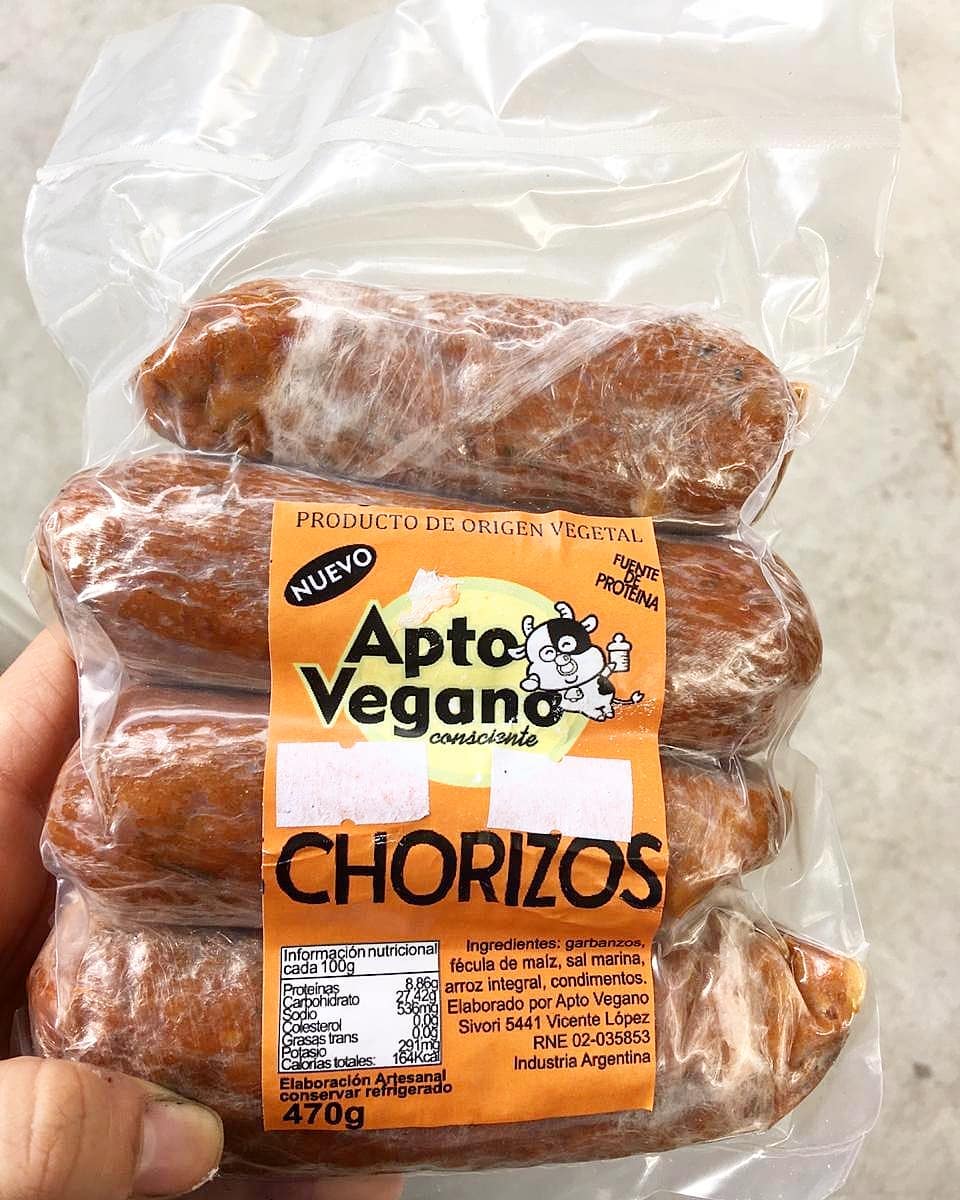 PRODUCTO DE ORIGEN VEGETAL
NUEVO
FUENTE
DE
PROTEINA
Apto
Vegano
consciente
CHORIZOS
Información nutricional
cada 100g
Proteínas 8.86g
Carbohidrato 27,42g
Sodio 536mg
Colesterol 0,0g
Grasas trans 0,0g
Potasio 291mg
Calorías totales: 164Kcal
Ingredientes: garbanzos,
fécula de maíz, sal marina,
arroz integral, condimentos.
Elaborado por Apto Vegano
Sivori 5441 Vicente López
RNE 02-035853
Industria Argentina
Elaboración Artesanal
conservar refrigerado
470g